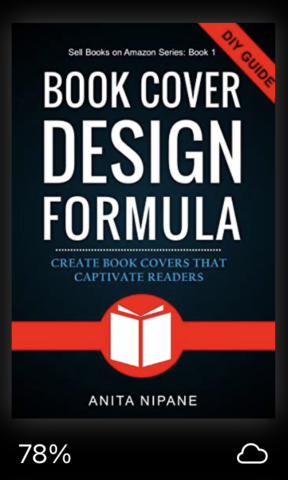 Sell Books on Amazon Series: Book 1
DIY GUIDE
BOOK COVER
DESIGN
FORMULA
CREATE BOOK COVERS THAT
CAPTIVATE READERS
ANITA NIPANE
78%